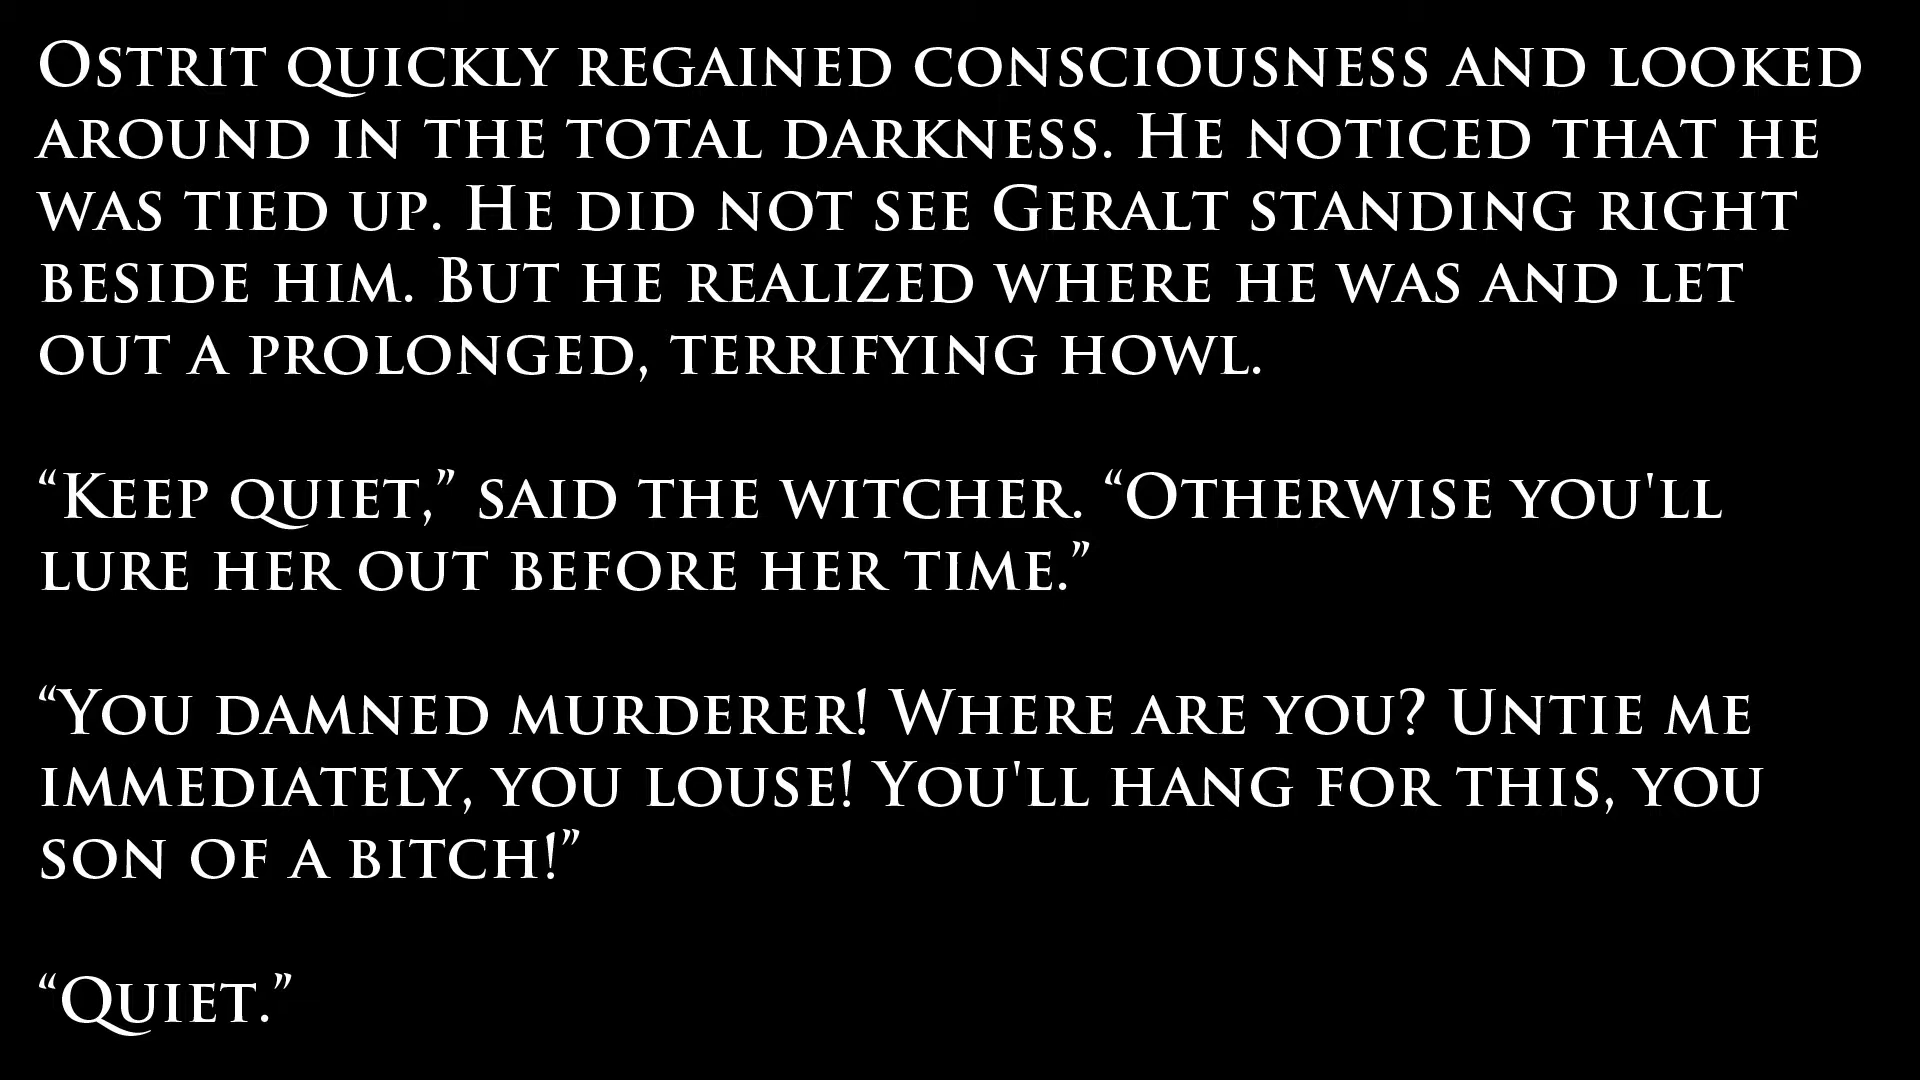 Ostrit quickly regained consciousness and looked
around in the total darkness. He noticed that he
was tied up. He did not see Geralt standing right
beside him. But he realized where he was and let
out a prolonged, terrifying howl.
“Keep quiet,” said the witcher. “Otherwise you'll
lure her out before her time.”
“You damned murderer! Where are you? Untie me
immediately, you louse! You'll hang for this, you
son of a bitch!”
“Quiet.”